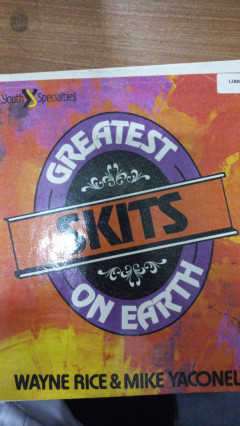 Youth Specialties
GREATEST
SKITS
ON EARTH
WAYNE RICE & MIKE YACONEL